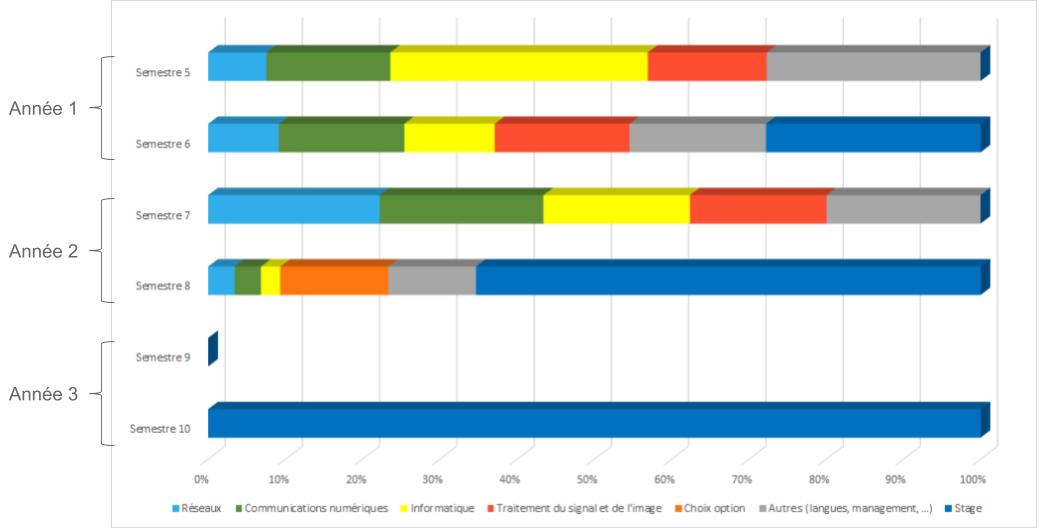 Semestre 5
Année 1
Semestre 6
Semestre 7
Année 2
Semestre 8
Semestre 9
Année 3
Semestre 10
0% 10% 20% 30% 40% 50% 60% 70% 80% 90% 100%
Réseaux Communications numériques Informatique Traitement du signal et de l'image Choix option Autres (langues, management, ...) Stage